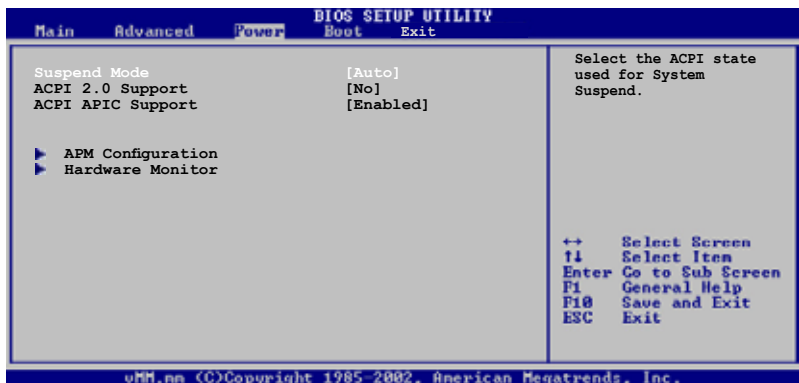 BIOS SETUP UTILITY
Main Advanced Power Boot Exit
Suspend Mode [Auto]
ACPI 2.0 Support [No]
ACPI APIC Support [Enabled]
APM Configuration
Hardware Monitor
Select the ACPI state
used for System
Suspend.
↔ Select Screen
↑↓ Select Item
Enter Go to Sub Screen
F1 General Help
F10 Save and Exit
ESC Exit
vMM.nn (C)Copyright 1985-2002, American Megatrends, Inc.